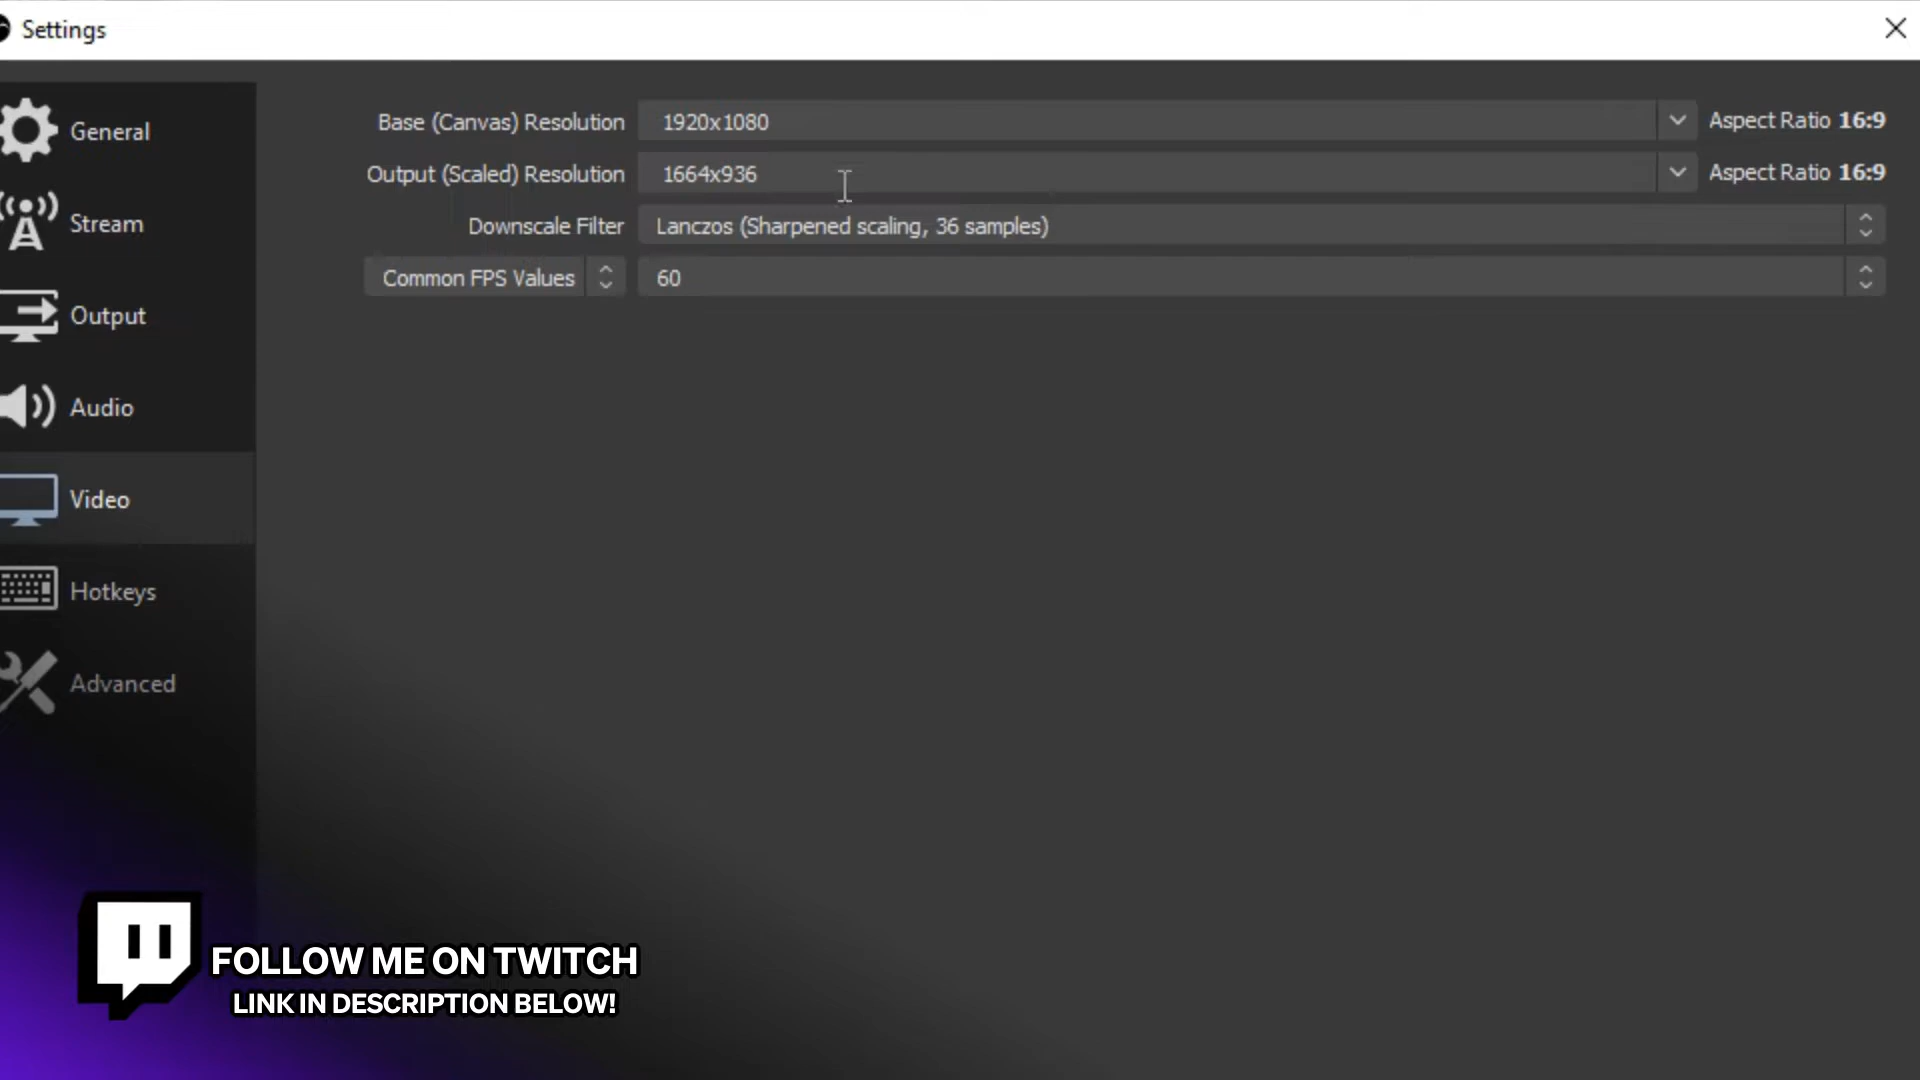 Settings
General
Stream
Output
Audio
Video
Hotkeys
Advanced
Base (Canvas) Resolution 1920x1080 Aspect Ratio 16:9
Output (Scaled) Resolution 1664x936 Aspect Ratio 16:9
Downscale Filter Lanczos (Sharpened scaling, 36 samples)
Common FPS Values 60
FOLLOW ME ON TWITCH
LINK IN DESCRIPTION BELOW!